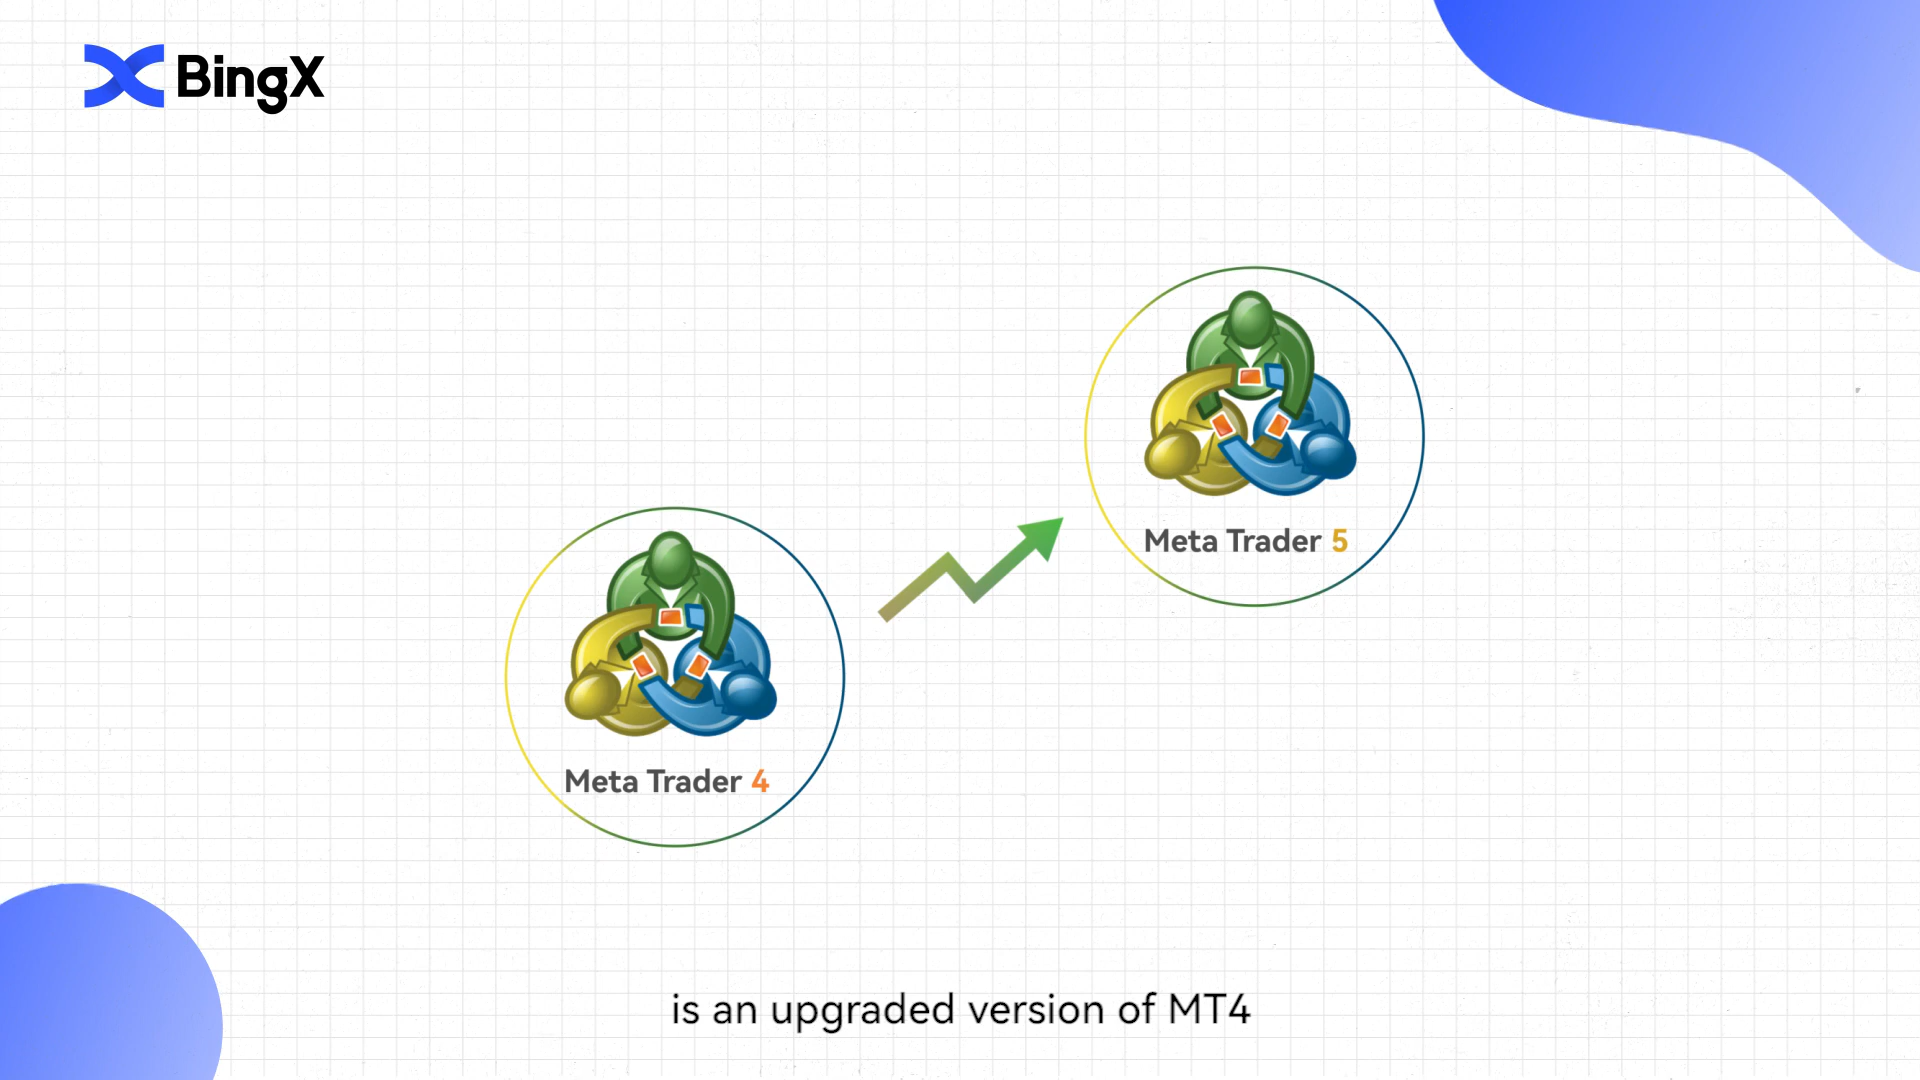 BingX
Meta Trader 5
Meta Trader 4
is an upgraded version of MT4